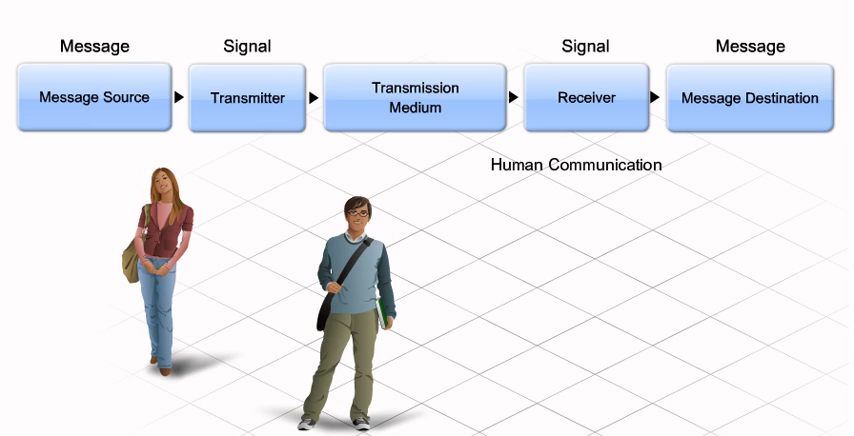 Message Signal Signal Message
Message Source Transmitter Transmission Medium Receiver Message Destination
Human Communication